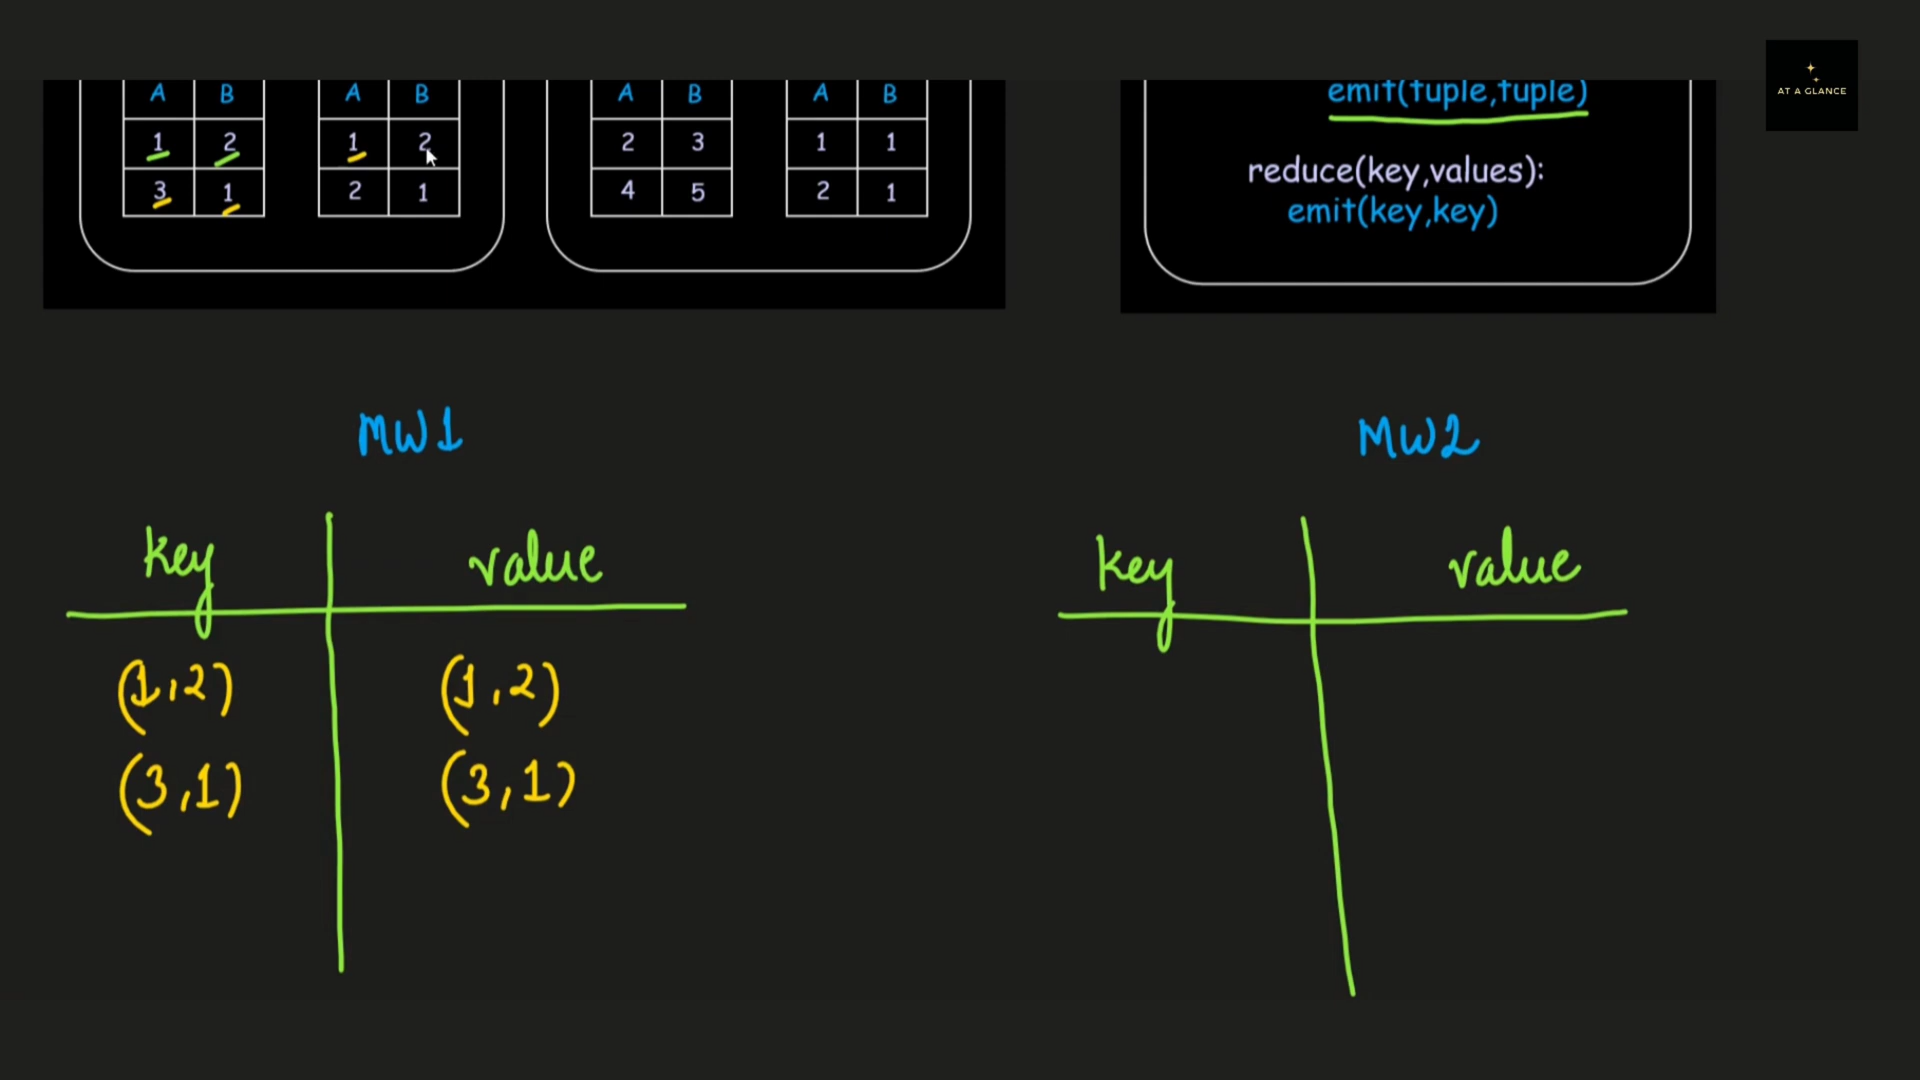 A B A B A B A B
1 2 1 2 2 3 1 1
3 1 2 1 4 5 2 1
emit(tuple,tuple)
reduce(key,values):
emit(key,key)
AT A GLANCE
MW1
key value
(1,2) (1,2)
(3,1) (3,1)
MW2
key value